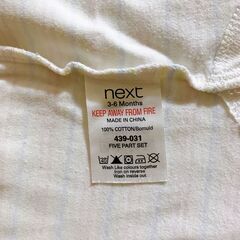 next
3-6 Months
KEEP AWAY FROM FIRE
MADE IN CHINA
100% COTTON/Bomuld
439-031
FIVE PART SET
Wash Like colours together
Iron on reverse
Wash inside out